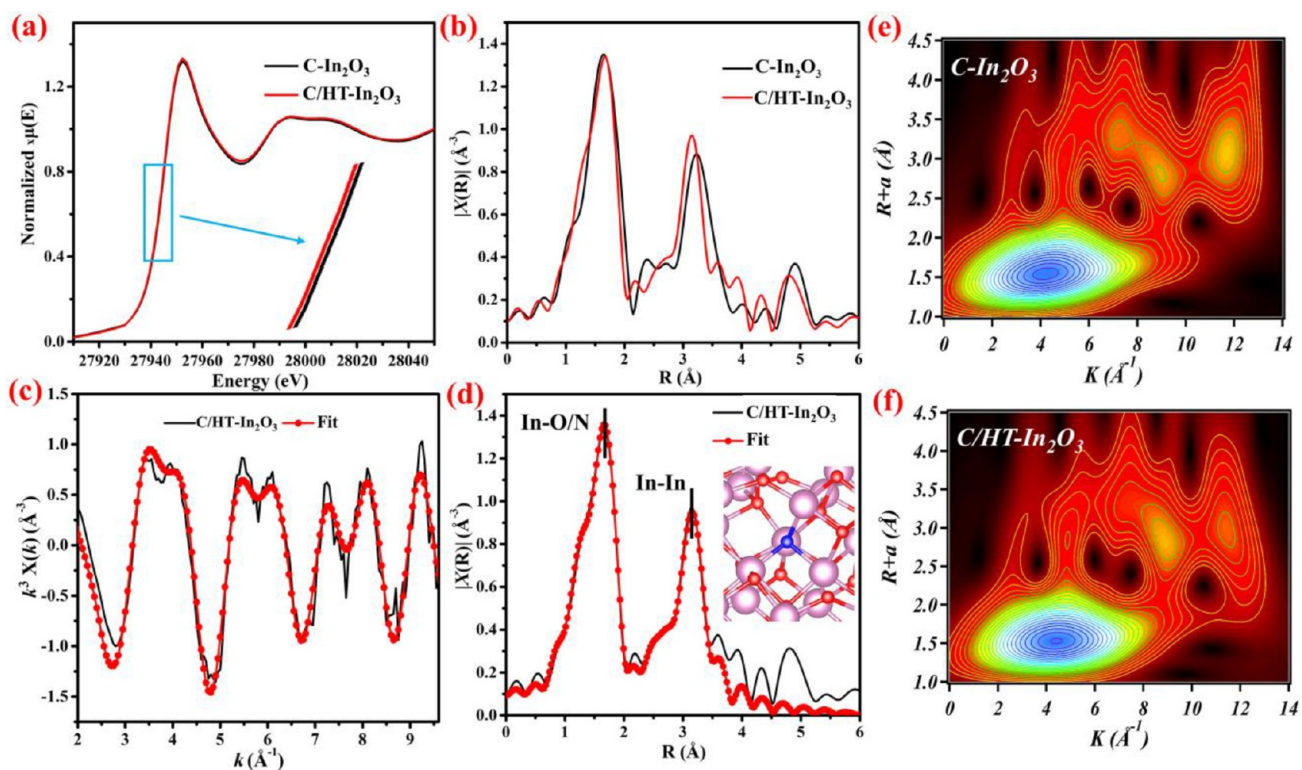 (a)
C-In₂O₃
C/HT-In₂O₃
Normalized xμ(E)
1.2
0.8
0.4
0.0
27920 27940 27960 27980 28000 28020 28040
Energy (eV)
(b)
C-In₂O₃
C/HT-In₂O₃
|X(R)| (Å⁻³)
1.4
1.2
1.0
0.8
0.6
0.4
0.2
0.0
0 1 2 3 4 5 6
R (Å)
(e)
C-In₂O₃
R+a (Å)
4.5
4.0
3.5
3.0
2.5
2.0
1.5
1.0
0 2 4 6 8 10 12 14
K (Å⁻¹)
(c)
C/HT-In₂O₃ Fit
k³ X(k) (Å⁻³)
1.5
1.0
0.5
0.0
-0.5
-1.0
-1.5
2 3 4 5 6 7 8 9
k (Å⁻¹)
(d)
C/HT-In₂O₃
Fit
In-O/N
In-In
|X(R)| (Å⁻³)
1.4
1.2
1.0
0.8
0.6
0.4
0.2
0.0
0 1 2 3 4 5 6
R (Å)
(f)
C/HT-In₂O₃
R+a (Å)
4.5
4.0
3.5
3.0
2.5
2.0
1.5
1.0
0 2 4 6 8 10 12 14
K (Å⁻¹)